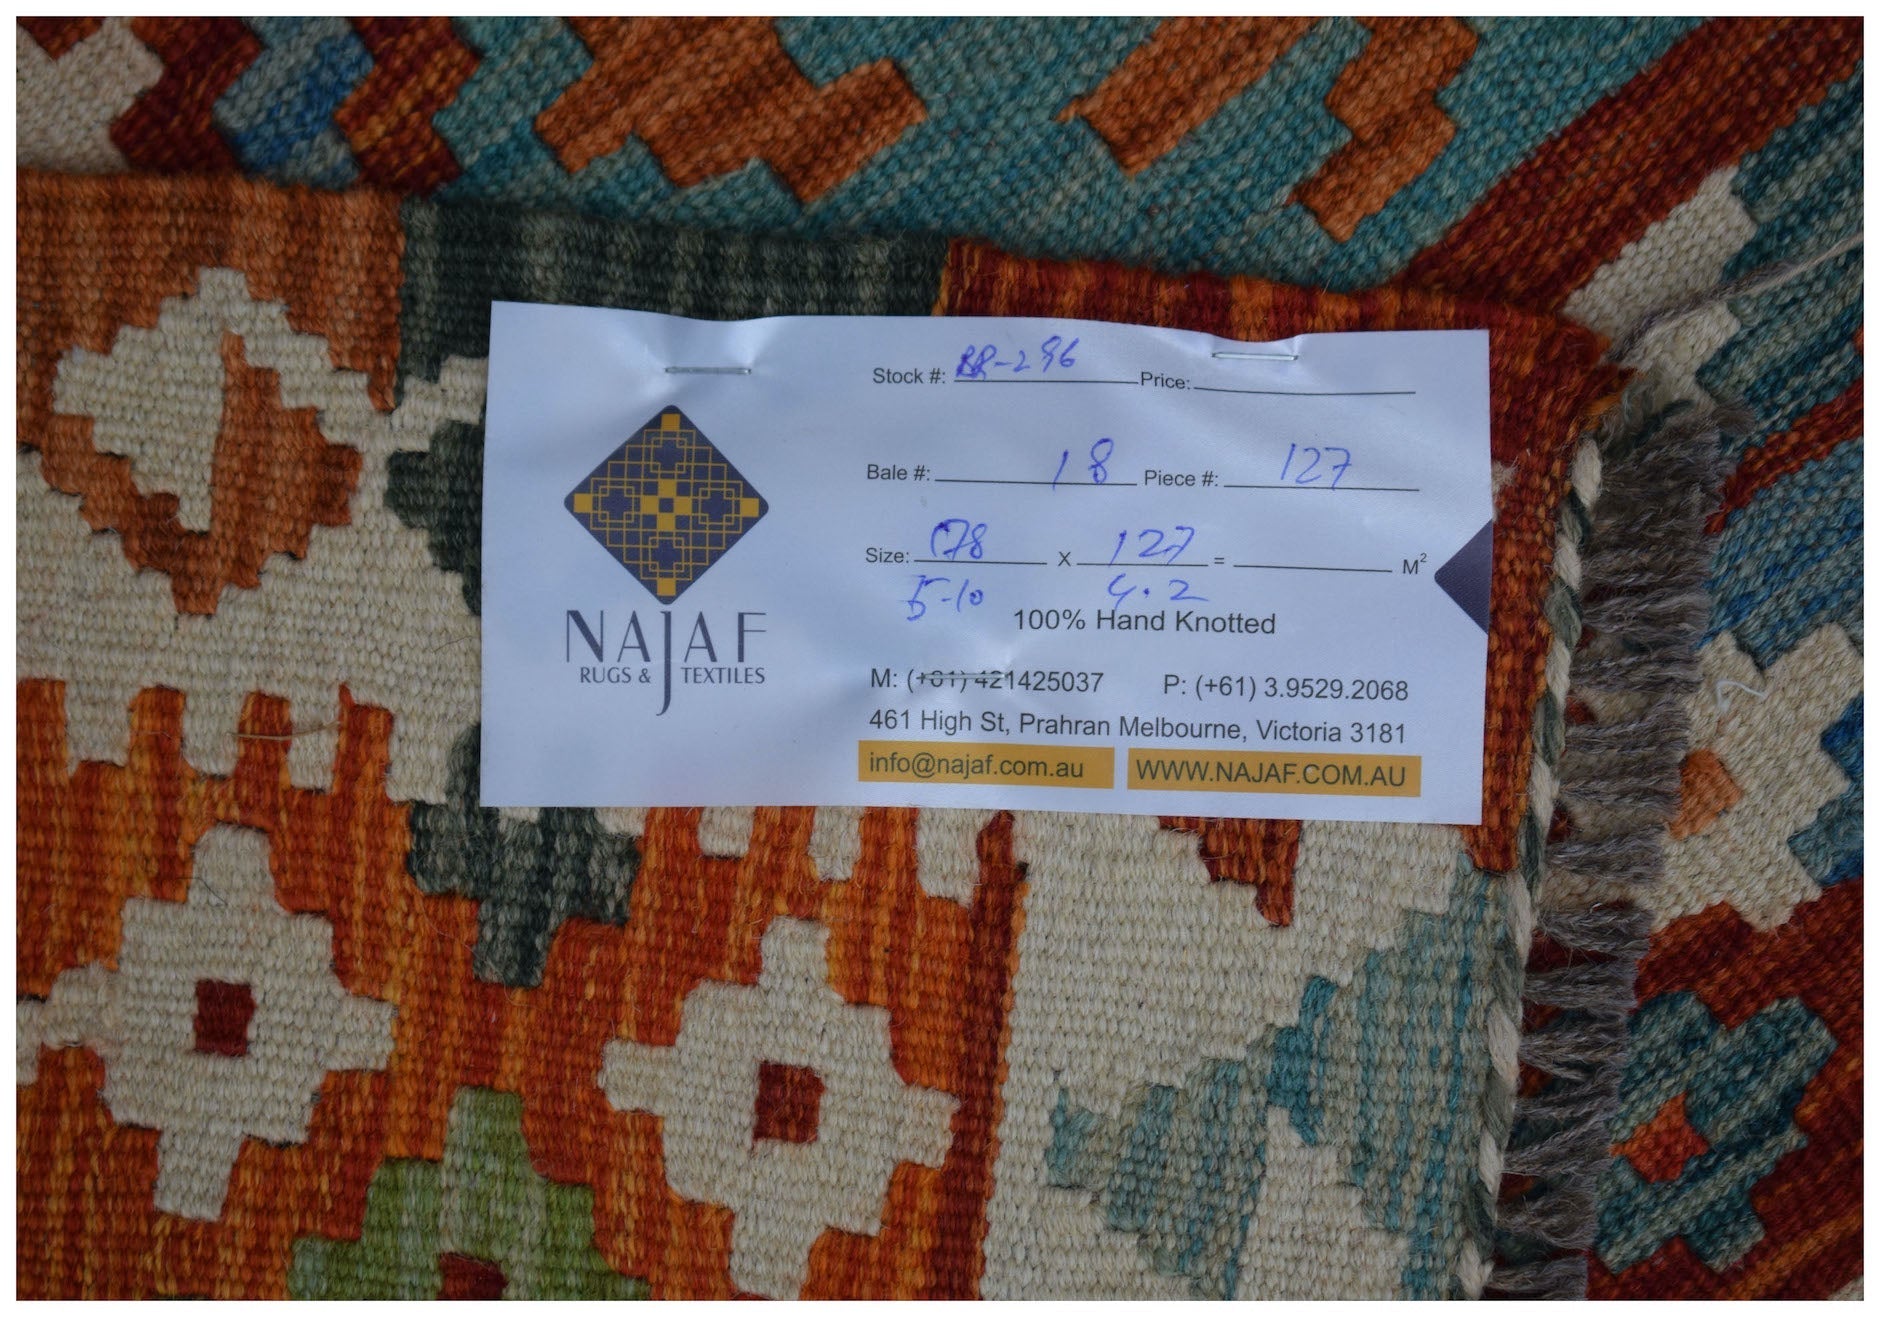 Stock #: RR-296 Price:
Bale #: 18 Piece #: 127
Size: 178 X 127 = M²
5-10 4.2
100% Hand Knotted
NAJAF
RUGS & TEXTILES
M: (+61) 421425037 P: (+61) 3.9529.2068
461 High St, Prahran Melbourne, Victoria 3181
info@najaf.com.au WWW.NAJAF.COM.AU